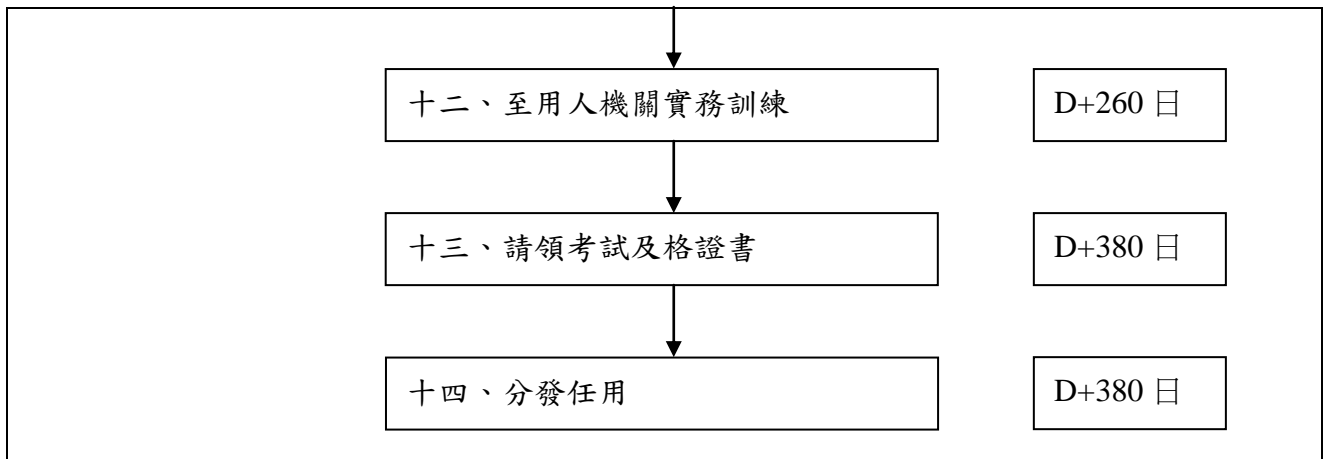 十二、至用人機關實務訓練 D+260 日
十三、請領考試及格證書 D+380 日
十四、分發任用 D+380 日